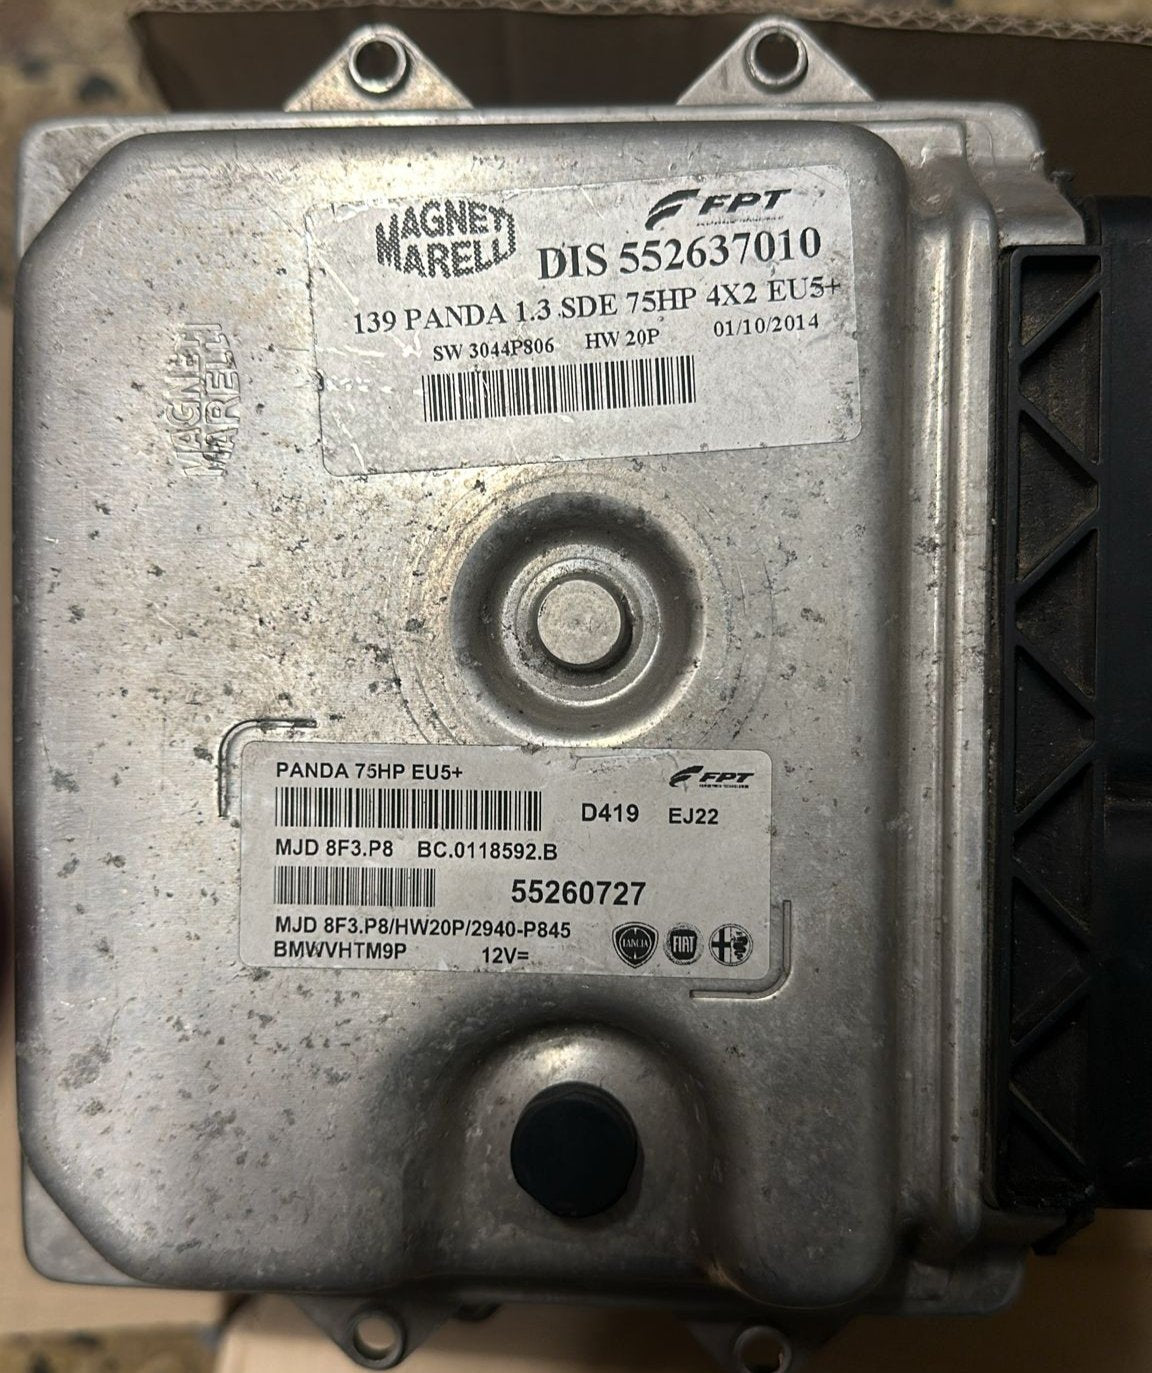 MAGNETI
MARELLI
FPT
DIS 552637010
139 PANDA 1.3 SDE 75HP 4X2 EU5+
SW 3044P806 HW 20P 01/10/2014
MAGNETI
MARELLI
PANDA 75HP EU5+
FPT
D419 EJ22
MJD 8F3.P8 BC.0118592.B
55260727
MJD 8F3.P8/HW20P/2940-P845
BMWVHTM9P 12V=
LANCIA
FIAT